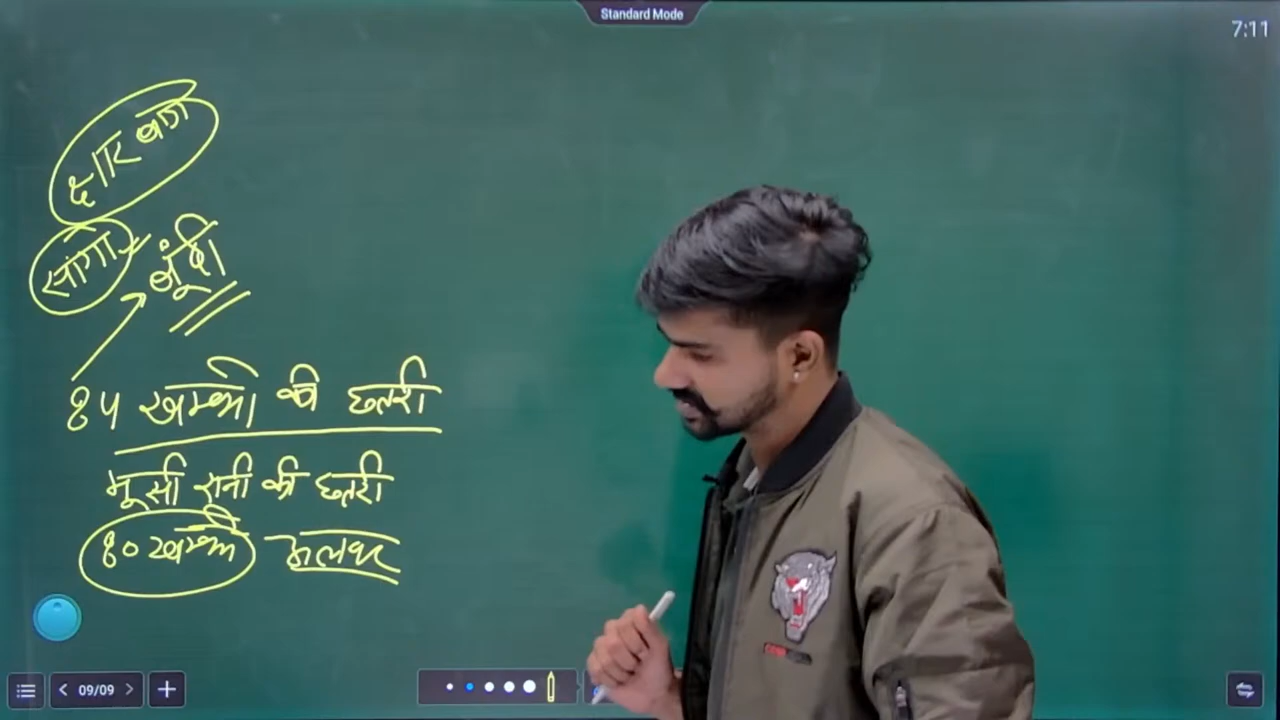 Standard Mode
7:11
क्षार बाग
सांगा
बूंदी
84 खम्भों की छतरी
मूसी रानी की छतरी
80 खम्भों अलवर
09/09